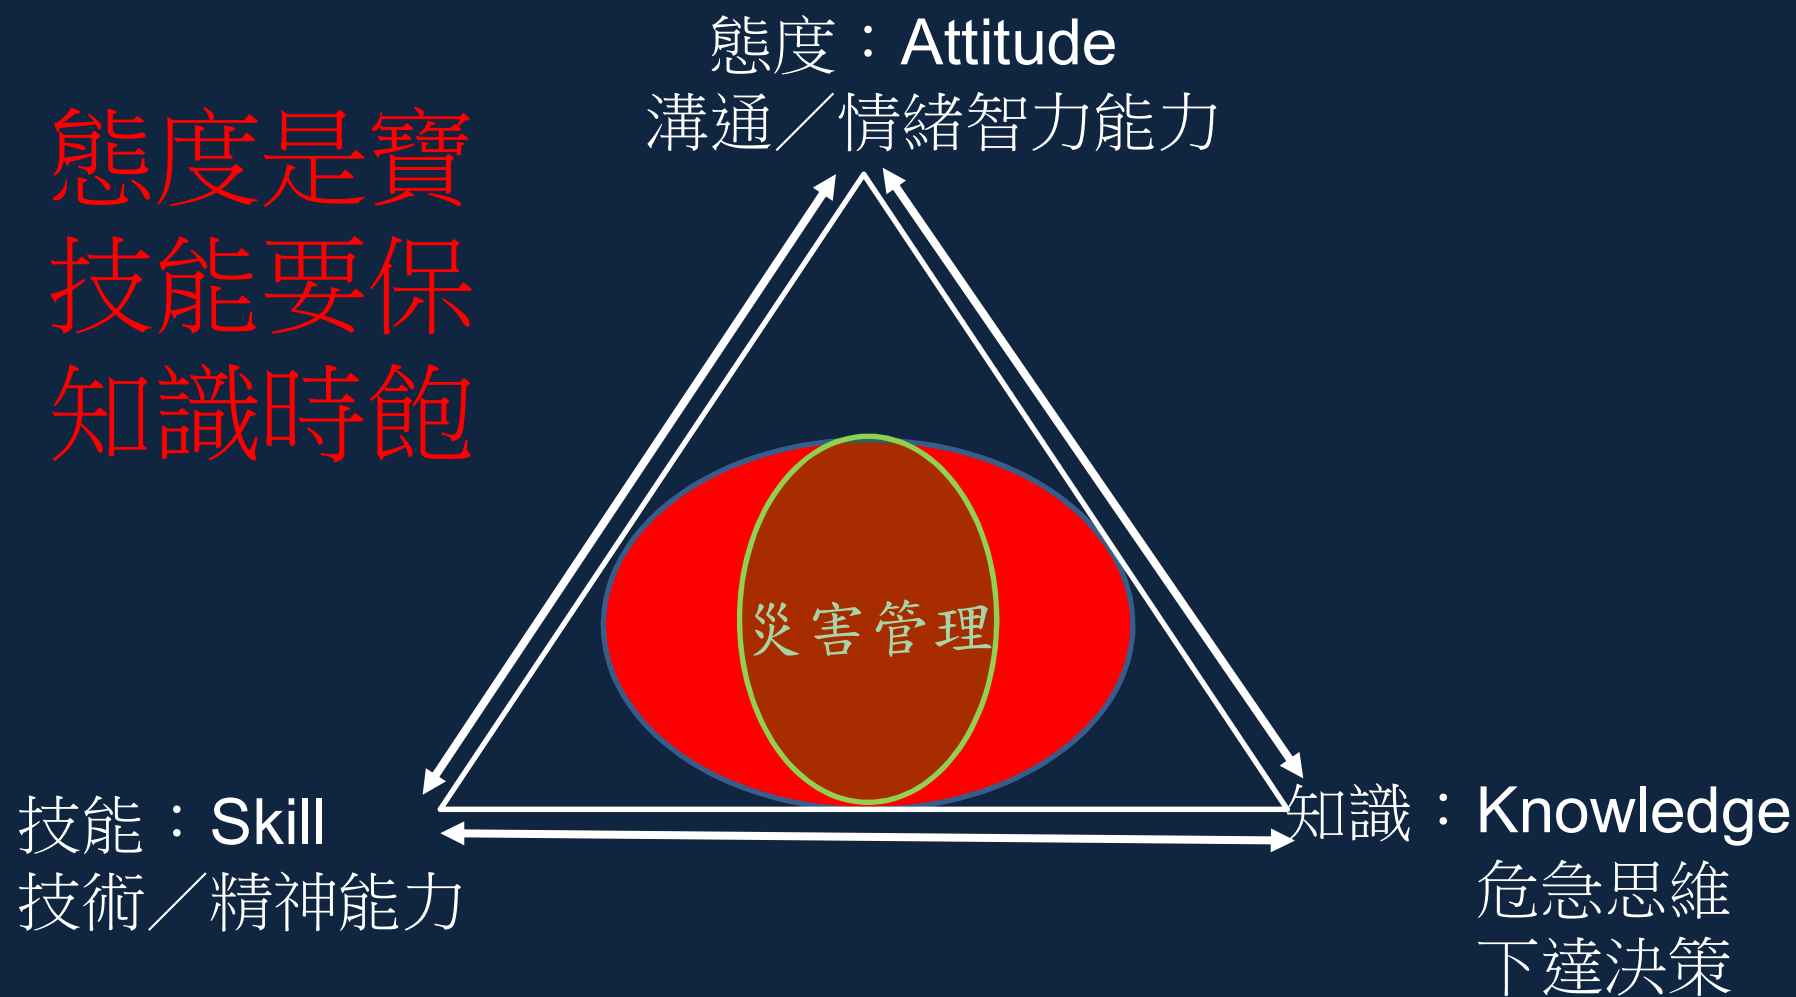 態度：Attitude
溝通／情緒智力能力
態度是寶
技能要保
知識時飽
災害管理
技能：Skill
技術／精神能力
知識：Knowledge
危急思維
下達決策